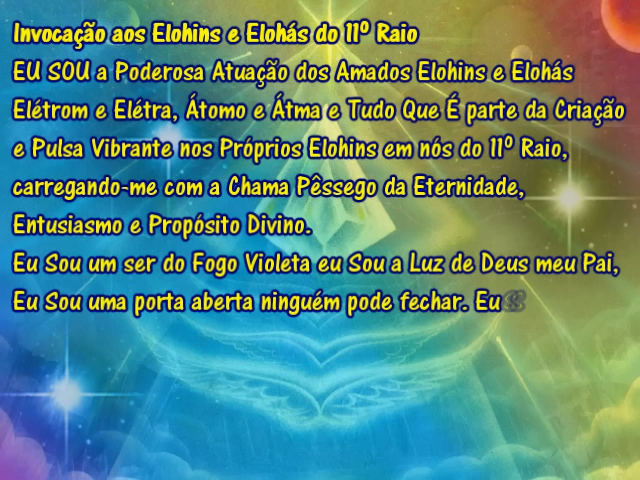 Invocação aos Elohins e Elohás do 11º Raio
EU SOU a Poderosa Atuação dos Amados Elohins e Elohás
Elétrom e Elétra, Átomo e Átma e Tudo Que É parte da Criação
e Pulsa Vibrante nos Próprios Elohins em nós do 11º Raio,
carregando-me com a Chama Pêssego da Eternidade,
Entusiasmo e Propósito Divino.
Eu Sou um ser do Fogo Violeta eu Sou a Luz de Deus meu Pai,
Eu Sou uma porta aberta ninguém pode fechar. Eu